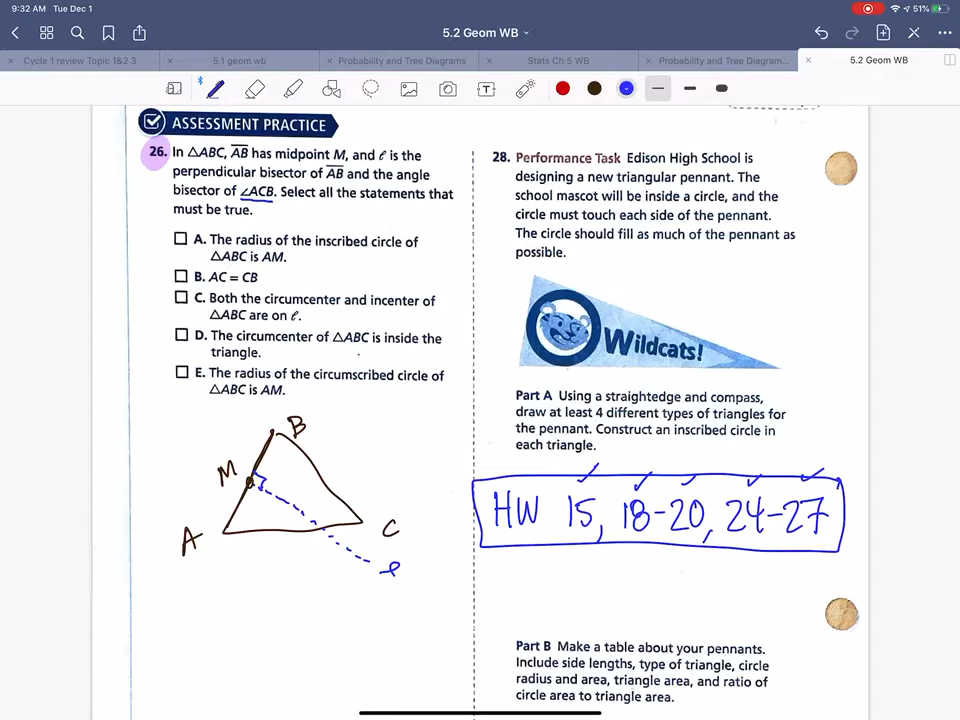 9:32 AM Tue Dec 1
51%
5.2 Geom WB
Cycle 1 review Topic 1&2 3
5.1 geom wb
Probability and Tree Diagrams
Stats Ch 5 WB
Probability and Tree Diagram...
5.2 Geom WB
ASSESSMENT PRACTICE
26. In △ABC, AB has midpoint M, and ℓ is the
perpendicular bisector of AB and the angle
bisector of ∠ACB. Select all the statements that
must be true.
A. The radius of the inscribed circle of
△ABC is AM.
B. AC = CB
C. Both the circumcenter and incenter of
△ABC are on ℓ.
D. The circumcenter of △ABC is inside the
triangle.
E. The radius of the circumscribed circle of
△ABC is AM.
B
M
A
C
ℓ
28. Performance Task Edison High School is
designing a new triangular pennant. The
school mascot will be inside a circle, and the
circle must touch each side of the pennant.
The circle should fill as much of the pennant as
possible.
Wildcats!
Part A Using a straightedge and compass,
draw at least 4 different types of triangles for
the pennant. Construct an inscribed circle in
each triangle.
HW 15, 18-20, 24-27
Part B Make a table about your pennants.
Include side lengths, type of triangle, circle
radius and area, triangle area, and ratio of
circle area to triangle area.